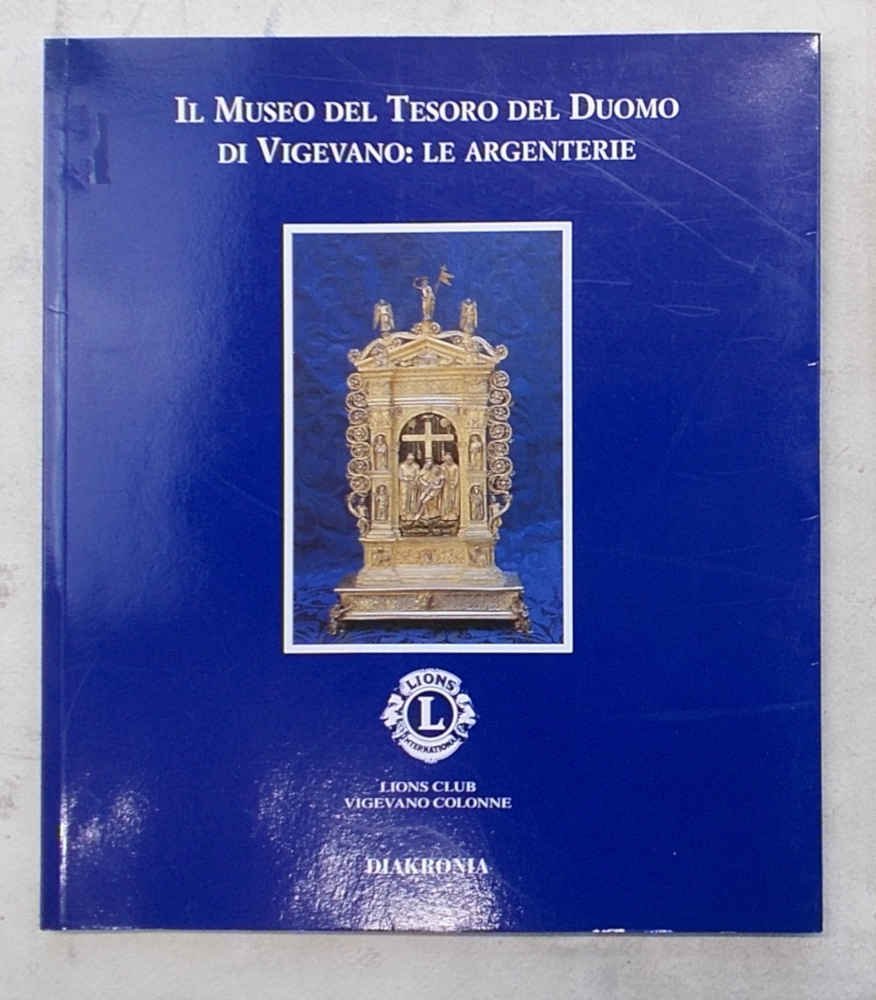 IL MUSEO DEL TESORO DEL DUOMO
DI VIGEVANO: LE ARGENTERIE
LIONS
L
INTERNATIONAL
LIONS CLUB
VIGEVANO COLONNE
DIAKRONIA